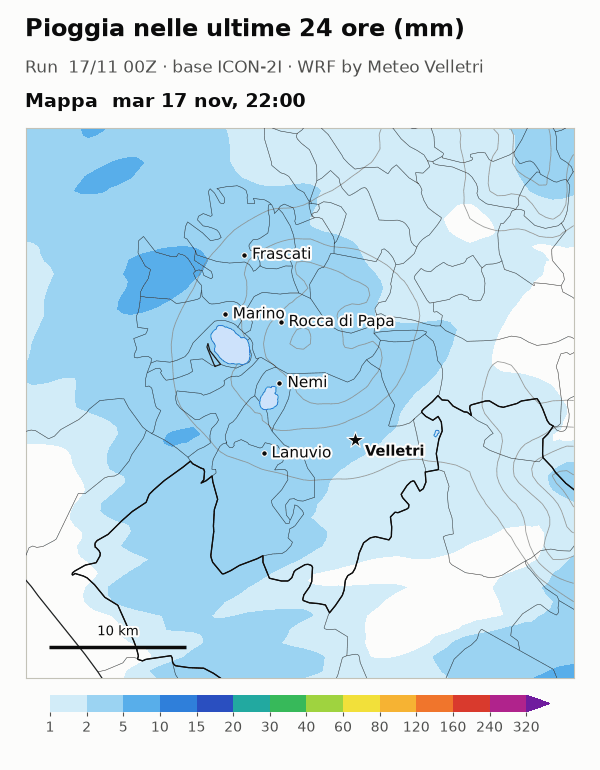 Pioggia nelle ultime 24 ore (mm)
Run  17/11 00Z · base ICON-2I · WRF by Meteo Velletri
Mappa  mar 17 nov, 22:00
Frascati
Marino
Rocca di Papa
Nemi
Velletri
Lanuvio
10 km
1 2 5 10 15 20 30 40 60 80 120 160 240 320